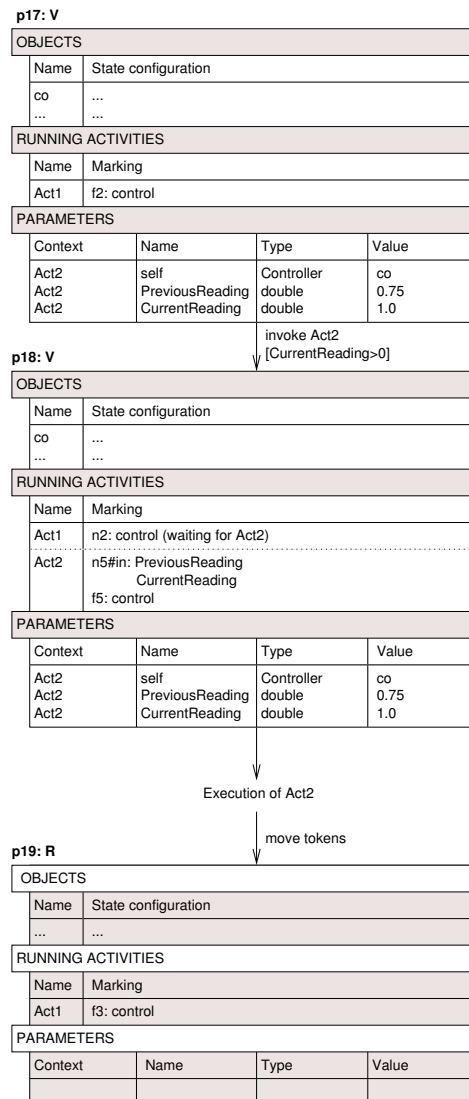 p17: V
OBJECTS
Name State configuration
co ...
... ...
RUNNING ACTIVITIES
Name Marking
Act1 f2: control
PARAMETERS
Context Name Type Value
Act2 self Controller co
Act2 PreviousReading double 0.75
Act2 CurrentReading double 1.0
invoke Act2
[CurrentReading>0]
p18: V
OBJECTS
Name State configuration
co ...
... ...
RUNNING ACTIVITIES
Name Marking
Act1 n2: control (waiting for Act2)
Act2 n5#in: PreviousReading
CurrentReading
f5: control
PARAMETERS
Context Name Type Value
Act2 self Controller co
Act2 PreviousReading double 0.75
Act2 CurrentReading double 1.0
Execution of Act2
move tokens
p19: R
OBJECTS
Name State configuration
... ...
RUNNING ACTIVITIES
Name Marking
Act1 f3: control
PARAMETERS
Context Name Type Value